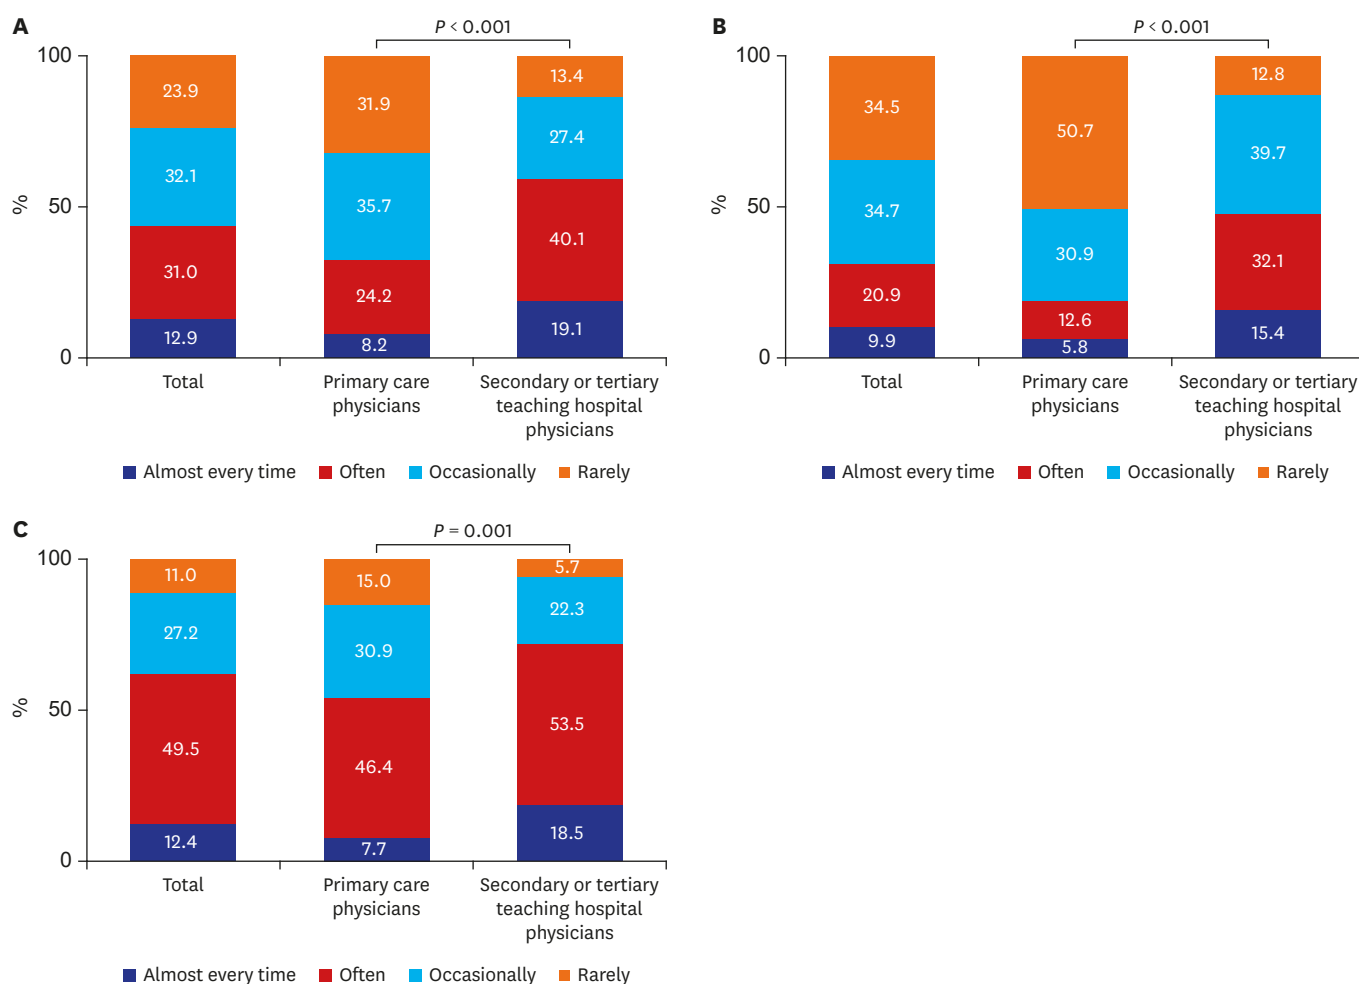 A
P < 0.001
100
50
0
%
23.9
32.1
31.0
12.9
31.9
35.7
24.2
8.2
13.4
27.4
40.1
19.1
Total
Primary care
physicians
Secondary or tertiary
teaching hospital
physicians
Almost every time Often Occasionally Rarely
B
P < 0.001
100
50
0
%
34.5
34.7
20.9
9.9
50.7
30.9
12.6
5.8
12.8
39.7
32.1
15.4
Total
Primary care
physicians
Secondary or tertiary
teaching hospital
physicians
Almost every time Often Occasionally Rarely
C
P = 0.001
100
50
0
%
11.0
27.2
49.5
12.4
15.0
30.9
46.4
7.7
5.7
22.3
53.5
18.5
Total
Primary care
physicians
Secondary or tertiary
teaching hospital
physicians
Almost every time Often Occasionally Rarely